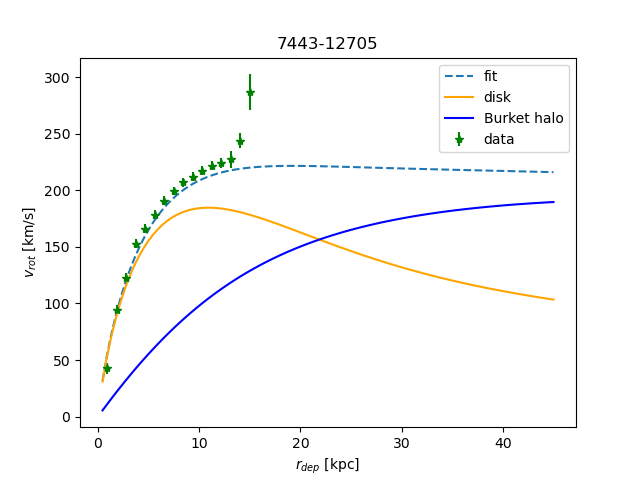 7443-12705
fit
disk
Burket halo
data
300
250
200
150
100
50
0
v_rot [km/s]
0 10 20 30 40
r_dep [kpc]